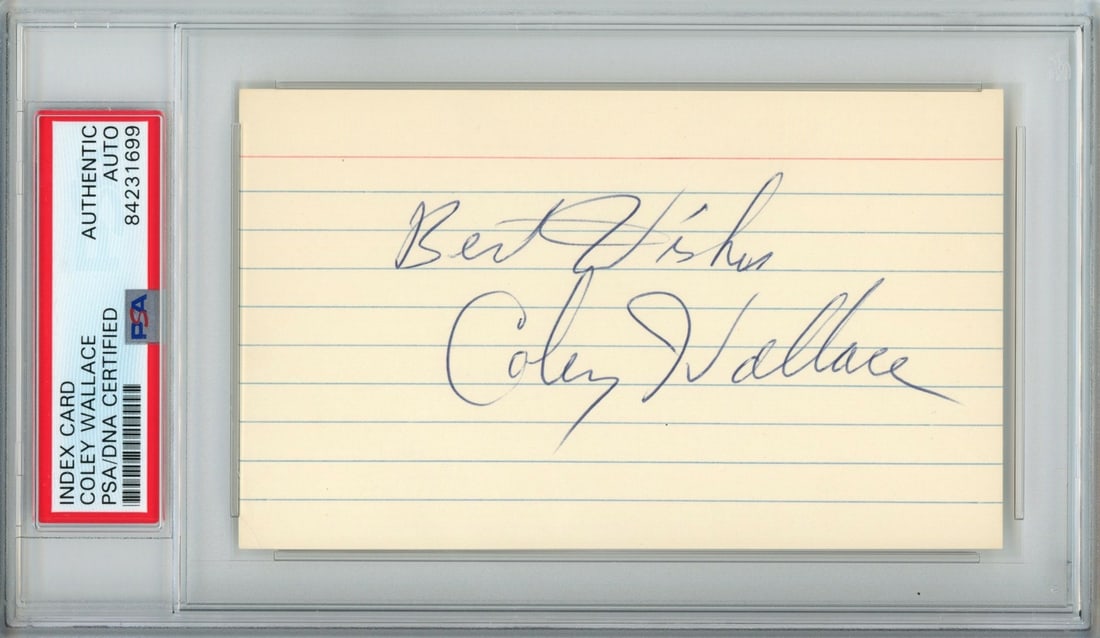 INDEX CARD
COLEY WALLACE
PSA/DNA CERTIFIED
AUTHENTIC
AUTO
84231699
PSA
Best Wishes
Coley Wallace